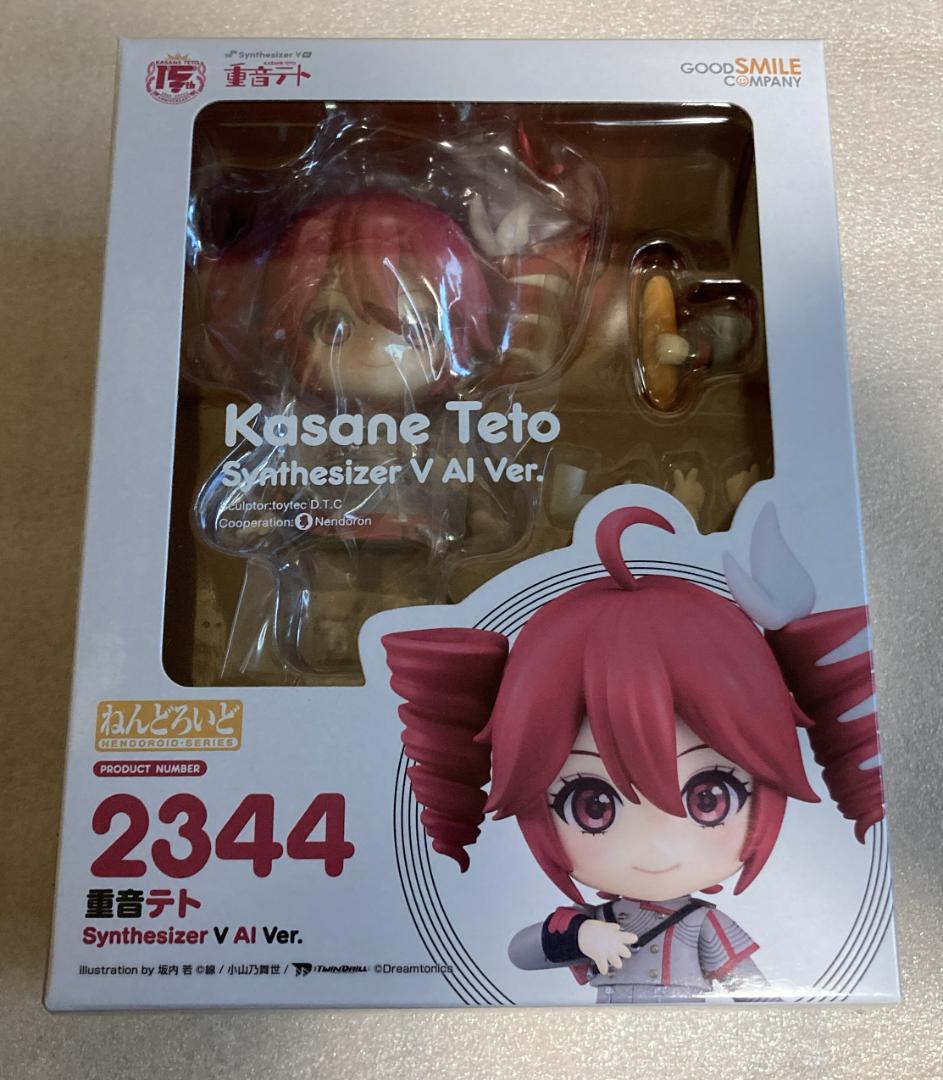 KASANE TETO
15th
ANNIVERSARY
Synthesizer V AI
KASANE TETO
重音テト
GOOD SMILE
COMPANY
Kasane Teto
Synthesizer V AI Ver.
Sculptor:toytec D.T.C
Cooperation: Nendoron
ねんどろいど
NENDOROID·SERIES
PRODUCT NUMBER
2344
重音テト
Synthesizer V AI Ver.
illustration by 坂内 若 ©線 / 小山乃舞世 / TWINDRILL ©Dreamtonics